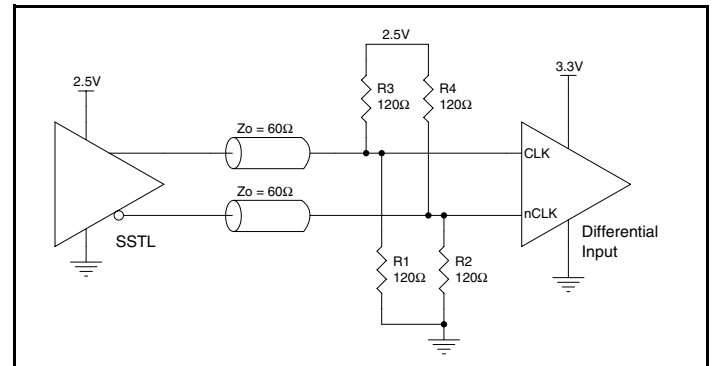 2.5V
3.3V
2.5V
R3
120Ω
R4
120Ω
Zo = 60Ω
CLK
Zo = 60Ω
nCLK
SSTL
Differential
Input
R1
120Ω
R2
120Ω